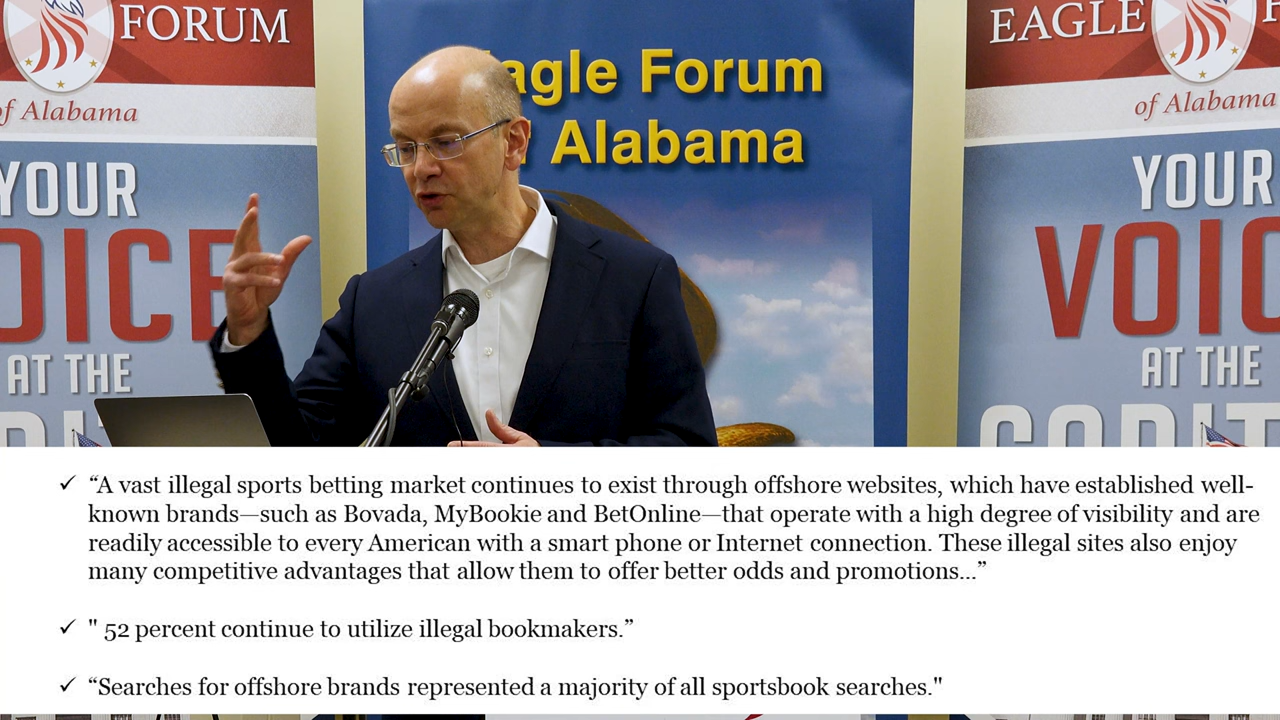 FORUM
of Alabama
YOUR
OICE
AT THE
Eagle Forum
of Alabama
EAGLE
of Alabama
YOUR
VOIC
AT THE
CAPIT
✓ “A vast illegal sports betting market continues to exist through offshore websites, which have established well-
known brands—such as Bovada, MyBookie and BetOnline—that operate with a high degree of visibility and are
readily accessible to every American with a smart phone or Internet connection. These illegal sites also enjoy
many competitive advantages that allow them to offer better odds and promotions...”
✓ " 52 percent continue to utilize illegal bookmakers.”
✓ “Searches for offshore brands represented a majority of all sportsbook searches."